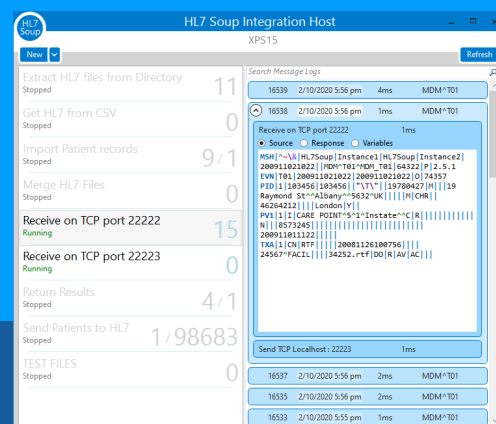 HL7
Soup
HL7 Soup Integration Host
XPS15
New
Refresh
Extract HL7 files from Directory
Stopped
11
Get HL7 from CSV
Stopped
0
Import Patient records
Stopped
9/1
Merge HL7 Files
Stopped
0
Receive on TCP port 22222
Running
15
Receive on TCP port 22223
Running
0
Return Results
Stopped
4/1
Send Patients to HL7
Stopped
1/98683
TEST FILES
Stopped
0
Search Message Logs
16539 2/10/2020 5:56 pm 4ms MDM^T01
16538 2/10/2020 5:56 pm 1ms MDM^T01
Receive on TCP port 22222 1ms
Source Response Variables
MSH|^~\&|HL7Soup|Instance1|HL7Soup|Instance2|
200911021022||MDM^T01^MDM_T01|64322|P|2.5.1
EVN|T01|200911021022|200911021022|O|74357
PID|1|103456|103456||"\T\"||19780427|M|||19
Raymond St^^Albany^^5632^UK|||||M|CHR||
46264212||||London|Y||
PV1|1|I|CARE POINT^5^1^Instate^^C|R||||||||||||
N|||8573245||||||||||||||||||||||||
200911011122|||||
TXA|1|CN|RTF|||||20081126100756||||
24567^FACIL||||34252.rtf|DO|R|AV|AC|||
Send TCP Localhost : 22223 1ms
16537 2/10/2020 5:56 pm 2ms MDM^T01
16535 2/10/2020 5:56 pm 2ms MDM^T01
16533 2/10/2020 5:55 pm 1ms MDM^T01